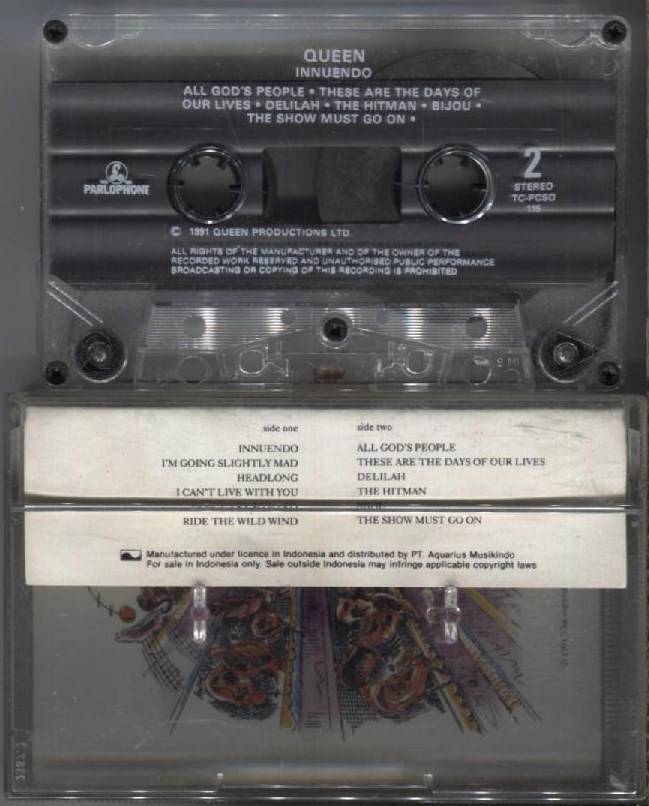 QUEEN
INNUENDO
ALL GOD'S PEOPLE • THESE ARE THE DAYS OF
OUR LIVES • DELILAH • THE HITMAN • BIJOU •
THE SHOW MUST GO ON •
PARLOPHONE
2
STEREO
TC-PCSD
115
© 1991 QUEEN PRODUCTIONS LTD.
ALL RIGHTS OF THE MANUFACTURER AND OF THE OWNER OF THE
RECORDED WORK RESERVED AND UNAUTHORISED PUBLIC PERFORMANCE
BROADCASTING OR COPYING OF THIS RECORDING IS PROHIBITED
side one
INNUENDO
I'M GOING SLIGHTLY MAD
HEADLONG
I CAN'T LIVE WITH YOU
RIDE THE WILD WIND
side two
ALL GOD'S PEOPLE
THESE ARE THE DAYS OF OUR LIVES
DELILAH
THE HITMAN
THE SHOW MUST GO ON
Manufactured under licence in Indonesia and distributed by PT. Aquarius Musikindo
For sale in Indonesia only. Sale outside Indonesia may infringe applicable copyright laws